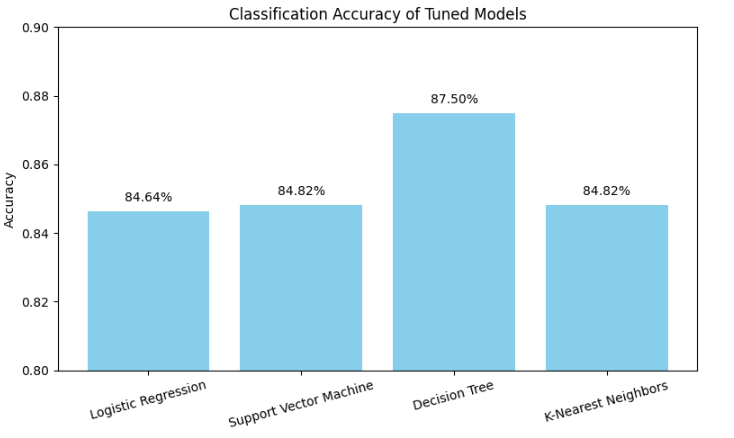 Classification Accuracy of Tuned Models
0.90
0.88
0.86
0.84
0.82
0.80
Accuracy
84.64%
84.82%
87.50%
84.82%
Logistic Regression
Support Vector Machine
Decision Tree
K-Nearest Neighbors